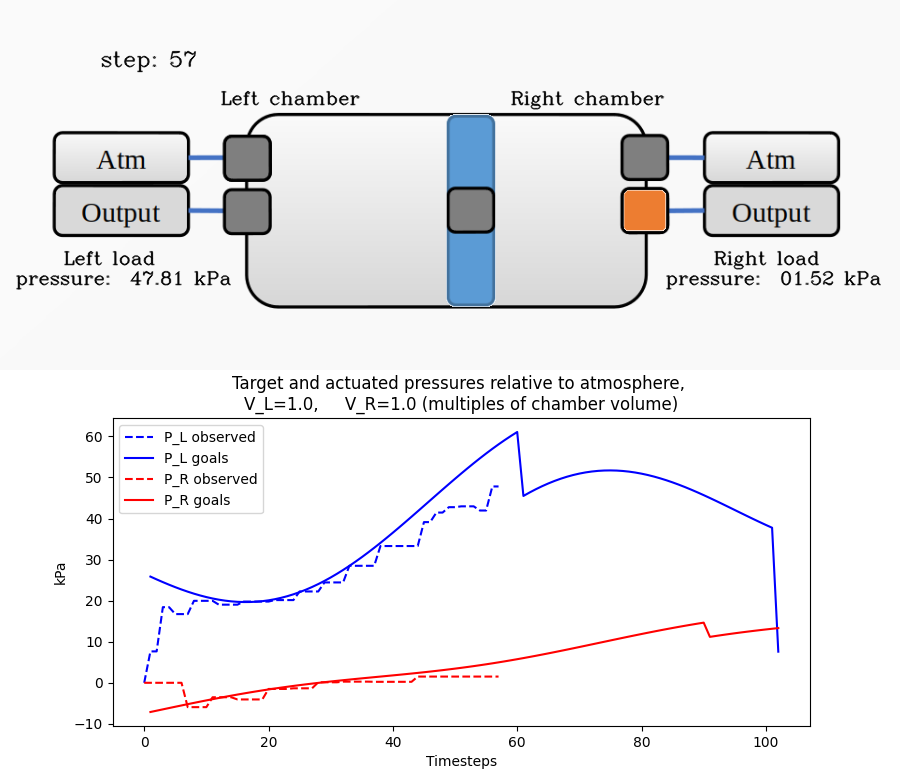 step: 57
Left chamber
Right chamber
Atm
Atm
Output
Output
Left load
pressure: 47.81 kPa
Right load
pressure: 01.52 kPa
Target and actuated pressures relative to atmosphere,
V_L=1.0, V_R=1.0 (multiples of chamber volume)
P_L observed
P_L goals
P_R observed
P_R goals
kPa
60
50
40
30
20
10
0
−10
0
20
40
60
80
100
Timesteps